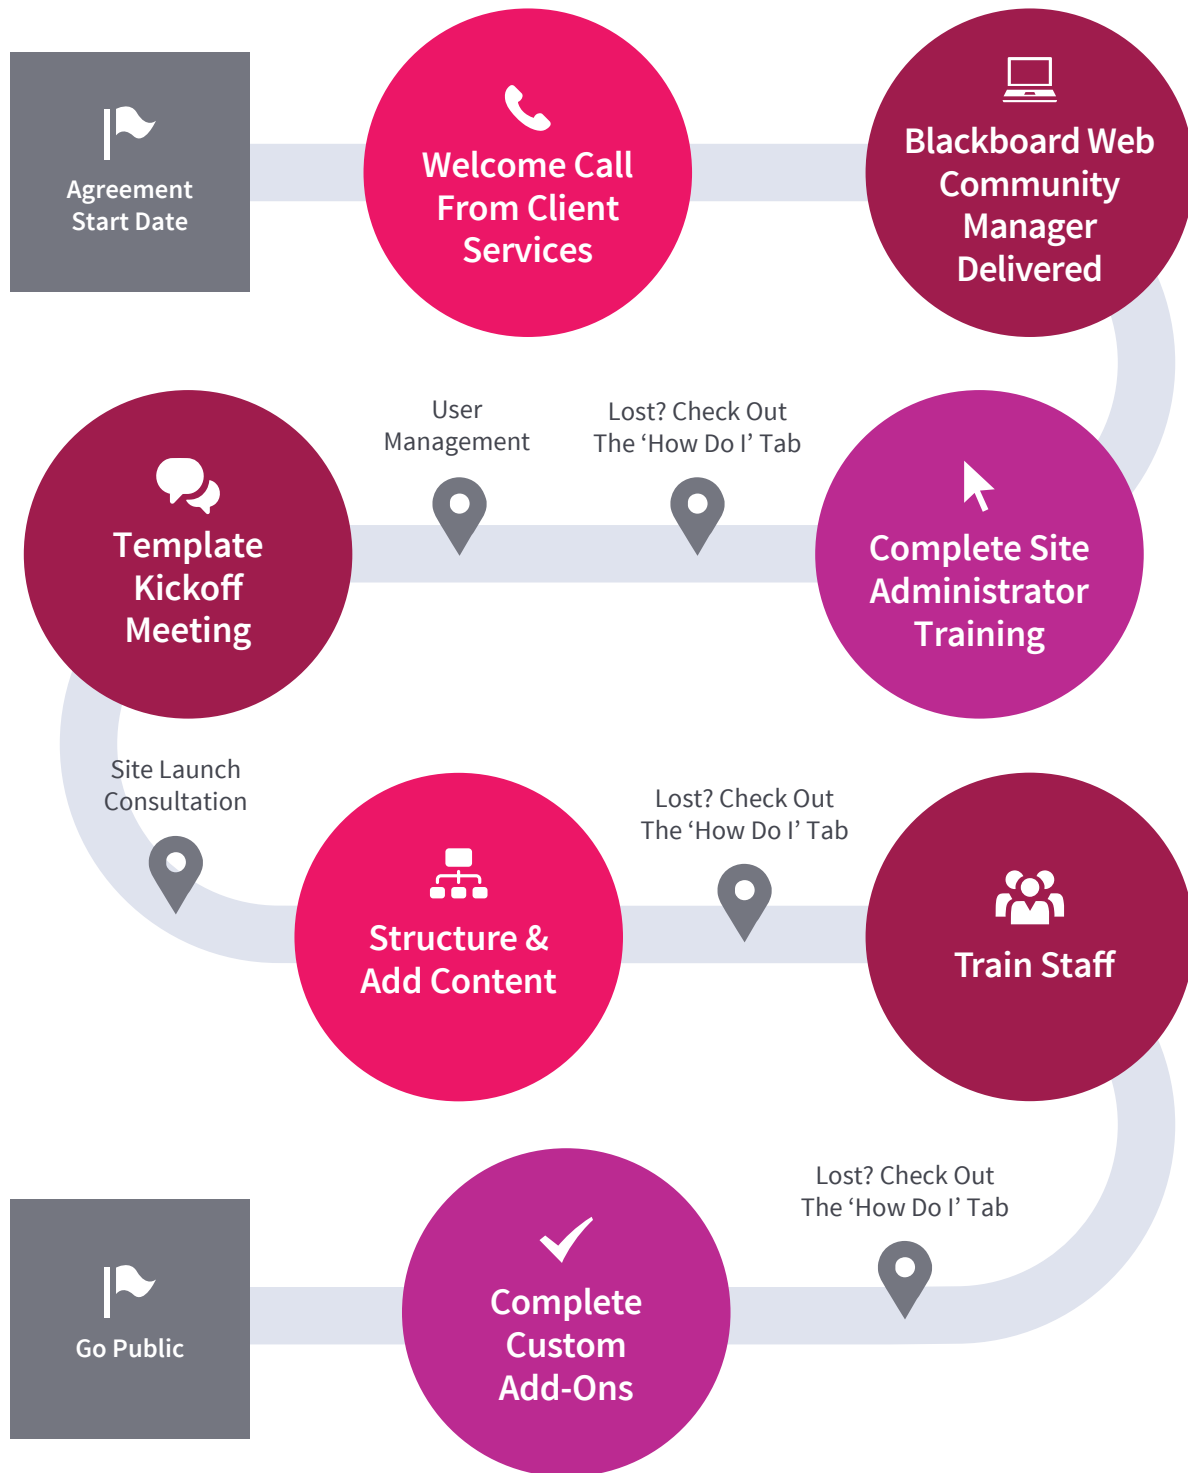 Agreement
Start Date
Welcome Call
From Client
Services
Blackboard Web
Community
Manager
Delivered
Complete Site
Administrator
Training
Lost? Check Out
The ‘How Do I’ Tab
User
Management
Template
Kickoff
Meeting
Site Launch
Consultation
Structure &
Add Content
Lost? Check Out
The ‘How Do I’ Tab
Train Staff
Lost? Check Out
The ‘How Do I’ Tab
Complete
Custom
Add-Ons
Go Public